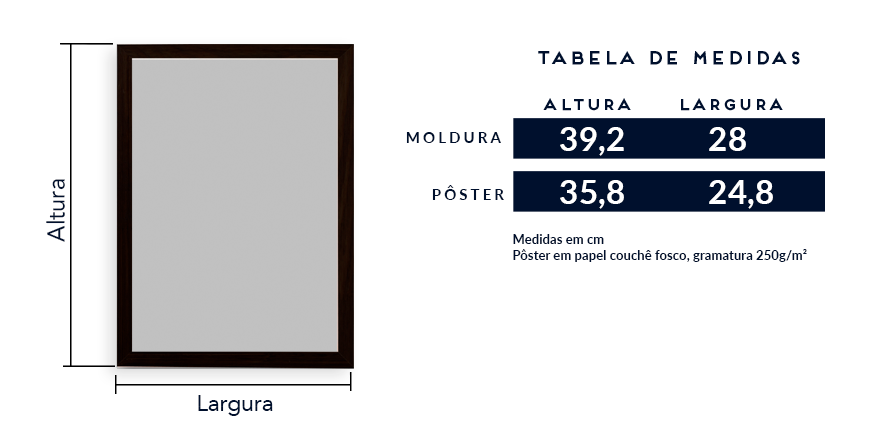 Altura
Largura
TABELA DE MEDIDAS
ALTURA LARGURA
MOLDURA 39,2 28
PÔSTER 35,8 24,8
Medidas em cm
Pôster em papel couchê fosco, gramatura 250g/m²